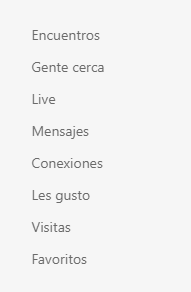 Encuentros
Gente cerca
Live
Mensajes
Conexiones
Les gusto
Visitas
Favoritos